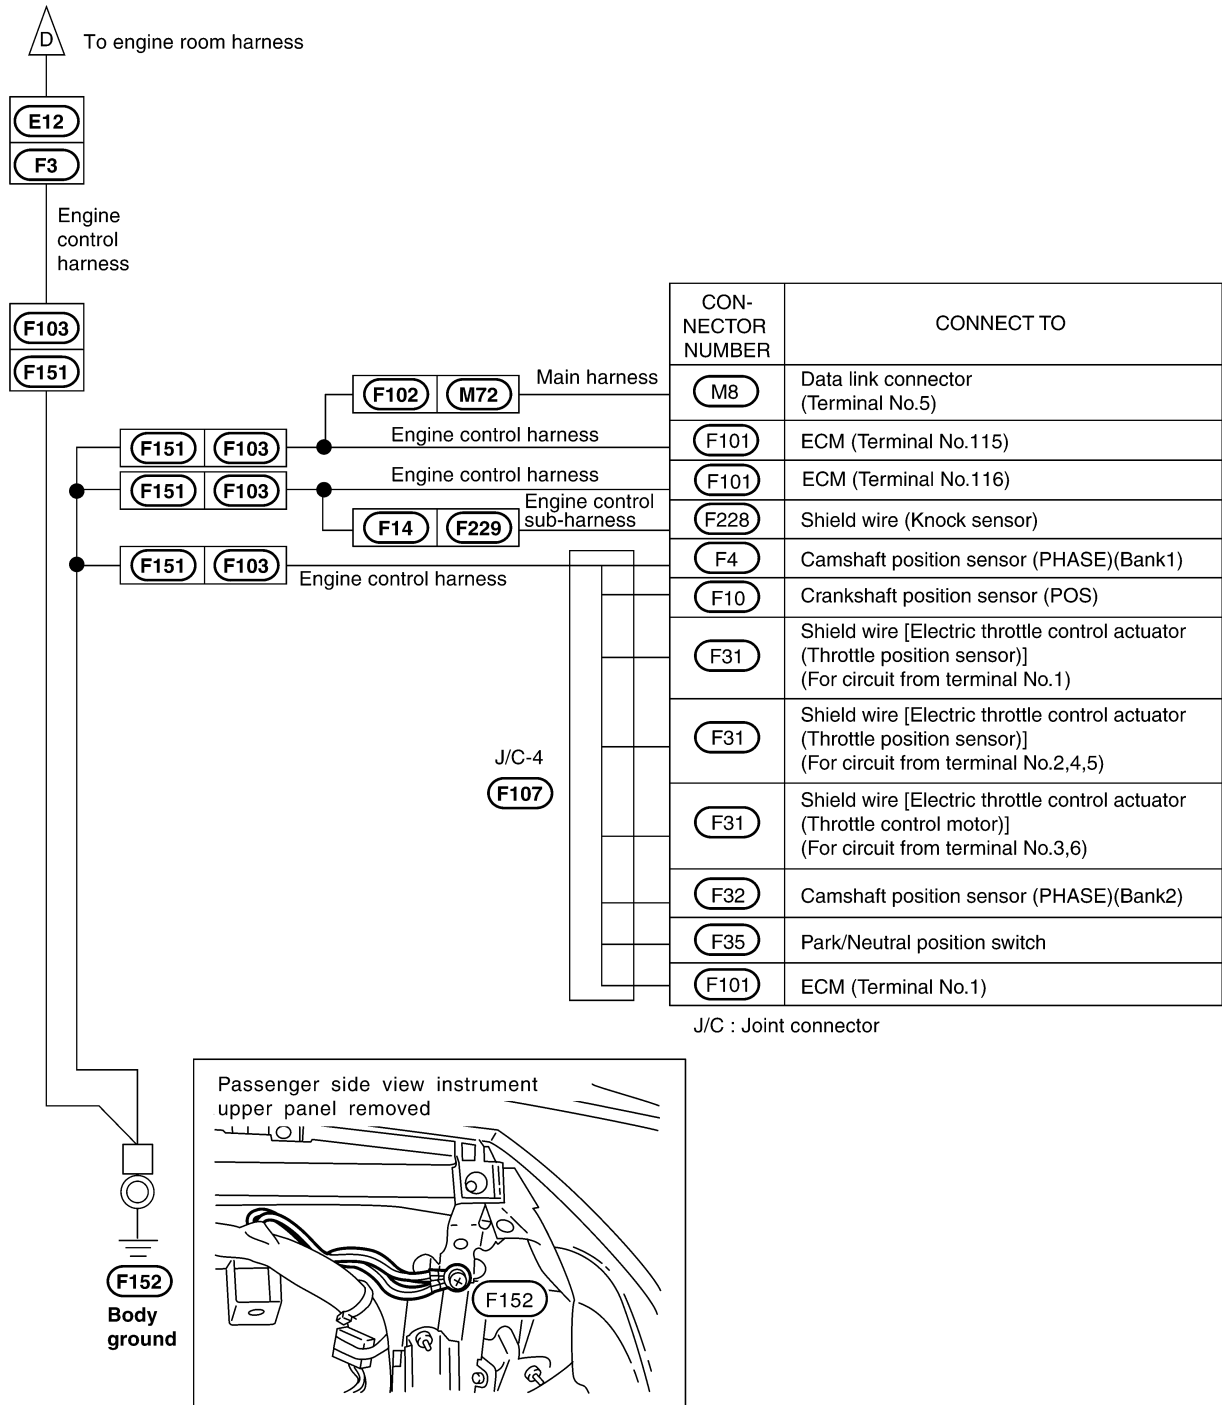 D
To engine room harness
E12
F3
Engine
control
harness
F103
F151
CON-
NECTOR
NUMBER
CONNECT TO
F102
M72
Main harness
M8
Data link connector
(Terminal No.5)
F151
F103
Engine control harness
F101
ECM (Terminal No.115)
F151
F103
Engine control harness
F101
ECM (Terminal No.116)
F14
F229
Engine control
sub-harness
F228
Shield wire (Knock sensor)
F151
F103
Engine control harness
F4
Camshaft position sensor (PHASE)(Bank1)
F10
Crankshaft position sensor (POS)
F31
Shield wire [Electric throttle control actuator
(Throttle position sensor)]
(For circuit from terminal No.1)
J/C-4
F107
F31
Shield wire [Electric throttle control actuator
(Throttle position sensor)]
(For circuit from terminal No.2,4,5)
F31
Shield wire [Electric throttle control actuator
(Throttle control motor)]
(For circuit from terminal No.3,6)
F32
Camshaft position sensor (PHASE)(Bank2)
F35
Park/Neutral position switch
F101
ECM (Terminal No.1)
J/C : Joint connector
Passenger side view instrument
upper panel removed
F152
F152
Body
ground